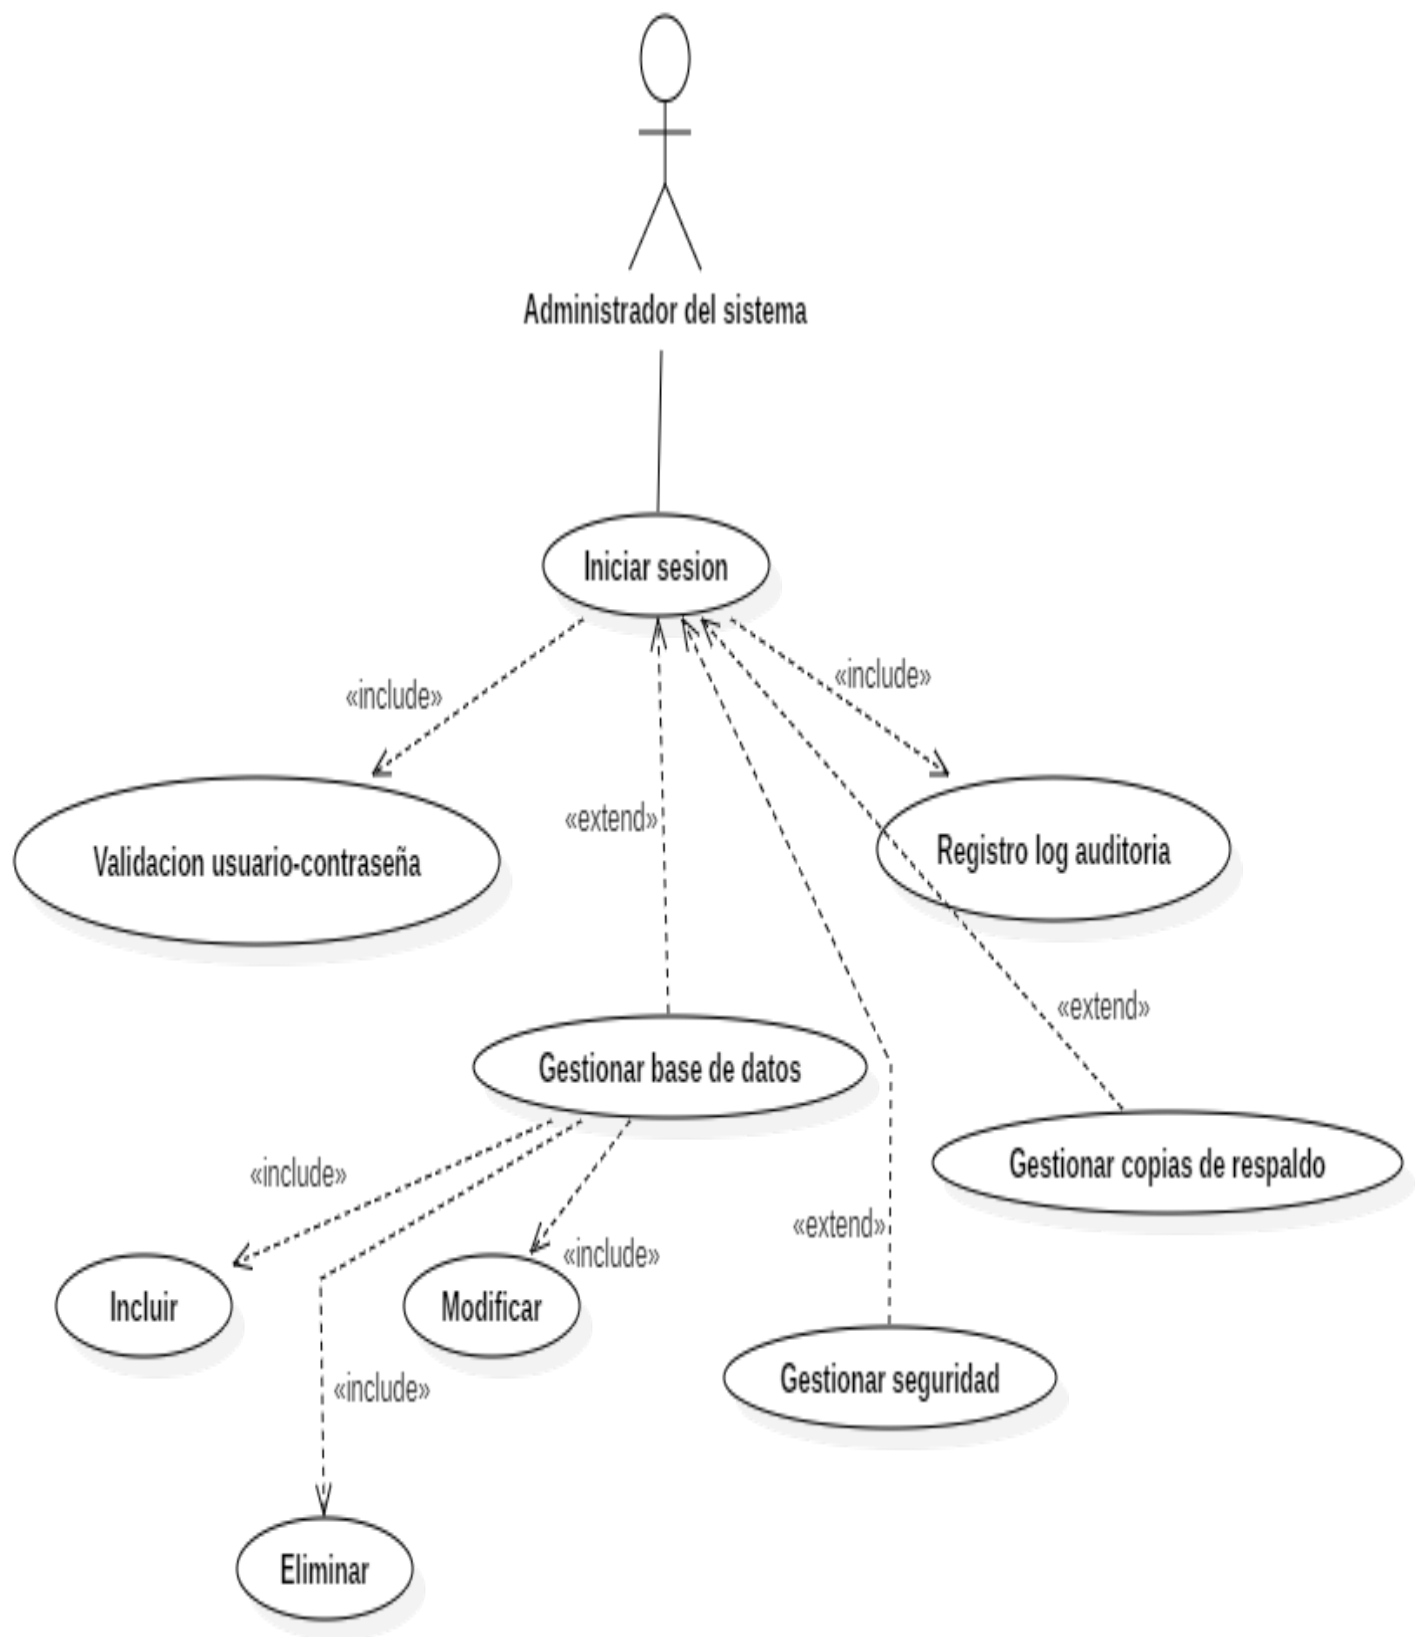 Administrador del sistema
Iniciar sesion
«include»
«include»
«extend»
Validacion usuario-contraseña
Registro log auditoria
«extend»
Gestionar base de datos
Gestionar copias de respaldo
«include»
«extend»
«include»
Incluir
Modificar
Gestionar seguridad
«include»
Eliminar